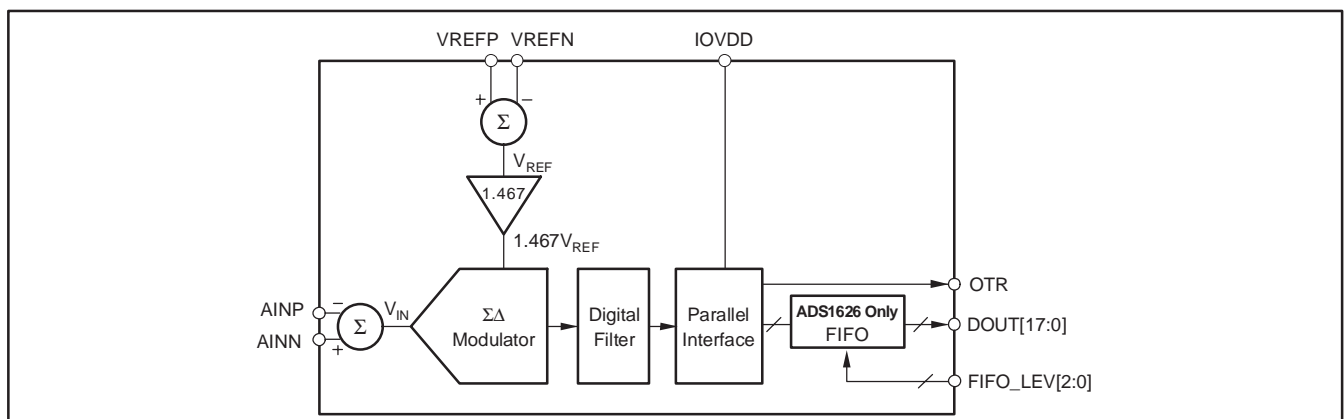 VREFP VREFN IOVDD
+ −
Σ
VREF
1.467
1.467VREF
OTR
AINP
−
VIN
Σ
ΣΔ
Modulator
Digital
Filter
Parallel
Interface
ADS1626 Only
FIFO
DOUT[17:0]
AINN
+
FIFO_LEV[2:0]